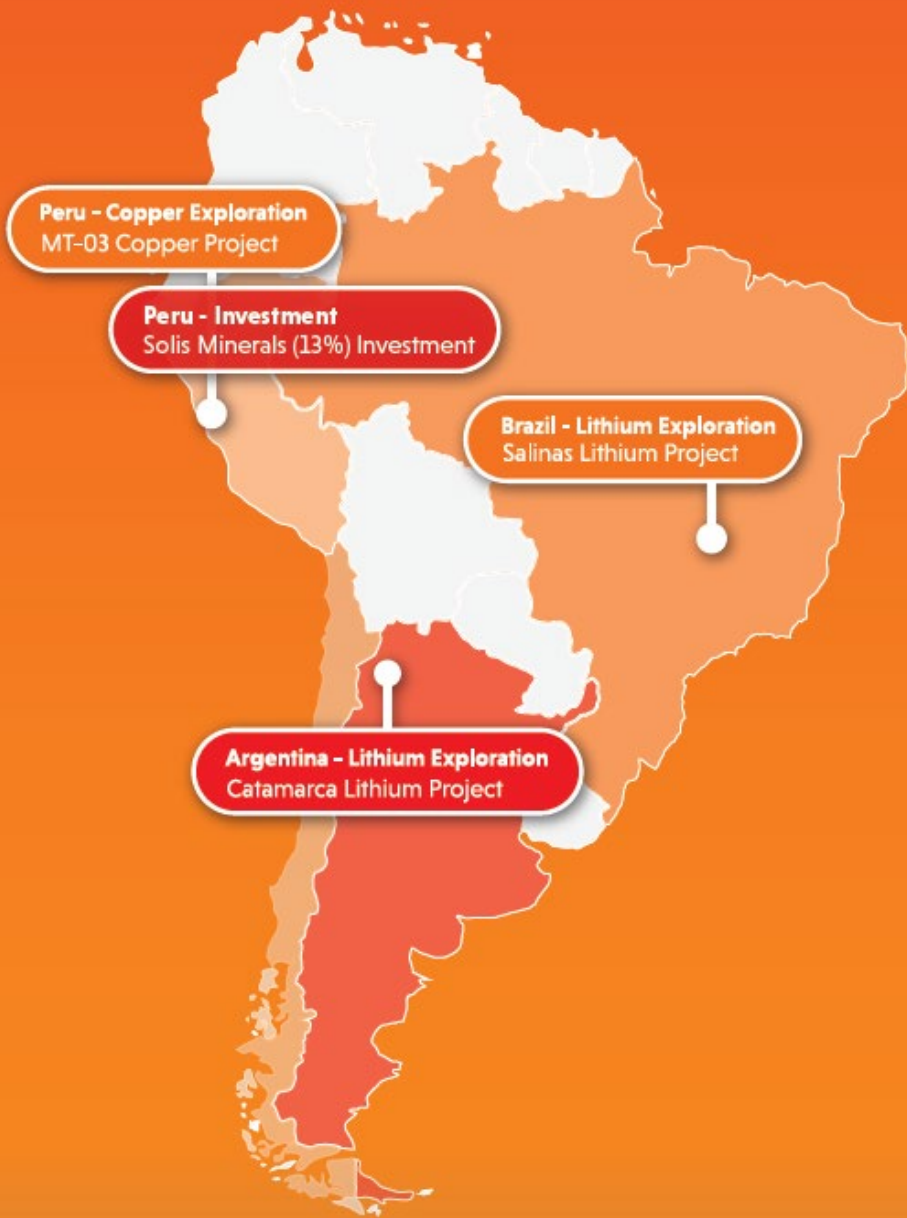 Peru - Copper Exploration
MT-03 Copper Project
Peru - Investment
Solis Minerals (13%) Investment
Brazil - Lithium Exploration
Salinas Lithium Project
Argentina - Lithium Exploration
Catamarca Lithium Project